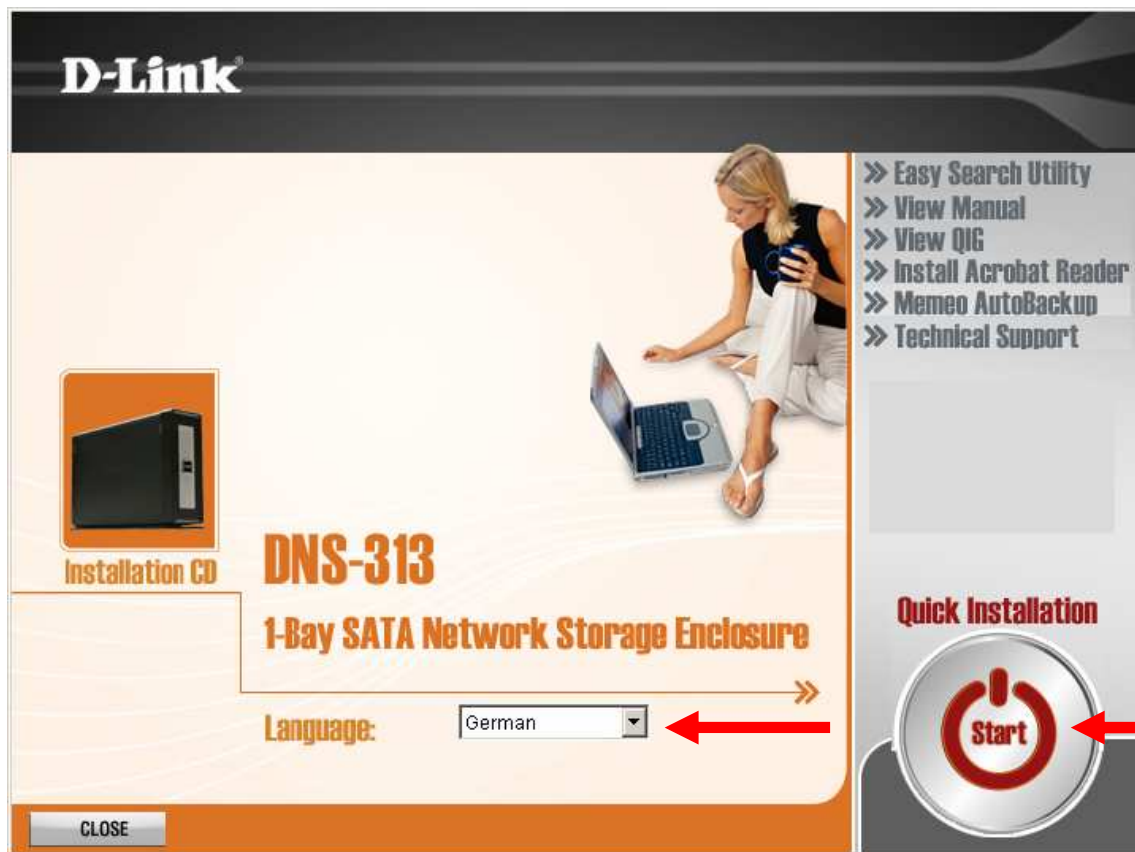 D-Link
» Easy Search Utility
» View Manual
» View QIG
» Install Acrobat Reader
» Memeo AutoBackup
» Technical Support
Installation CD
DNS-313
1-Bay SATA Network Storage Enclosure
Language: German
Quick Installation
Start
CLOSE